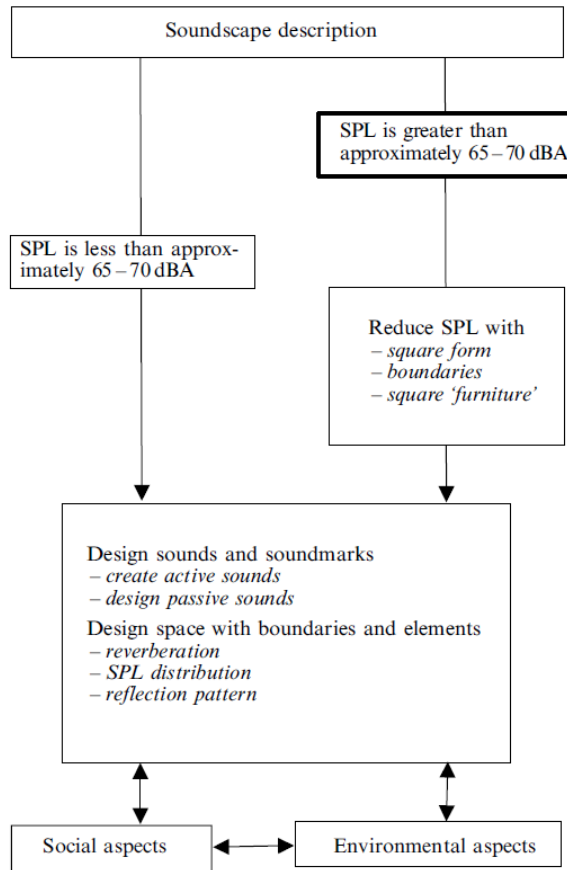 Soundscape description
SPL is greater than
approximately 65 – 70 dBA
SPL is less than approx-
imately 65 – 70 dBA
Reduce SPL with
– square form
– boundaries
– square ‘furniture’
Design sounds and soundmarks
– create active sounds
– design passive sounds
Design space with boundaries and elements
– reverberation
– SPL distribution
– reflection pattern
Social aspects
Environmental aspects